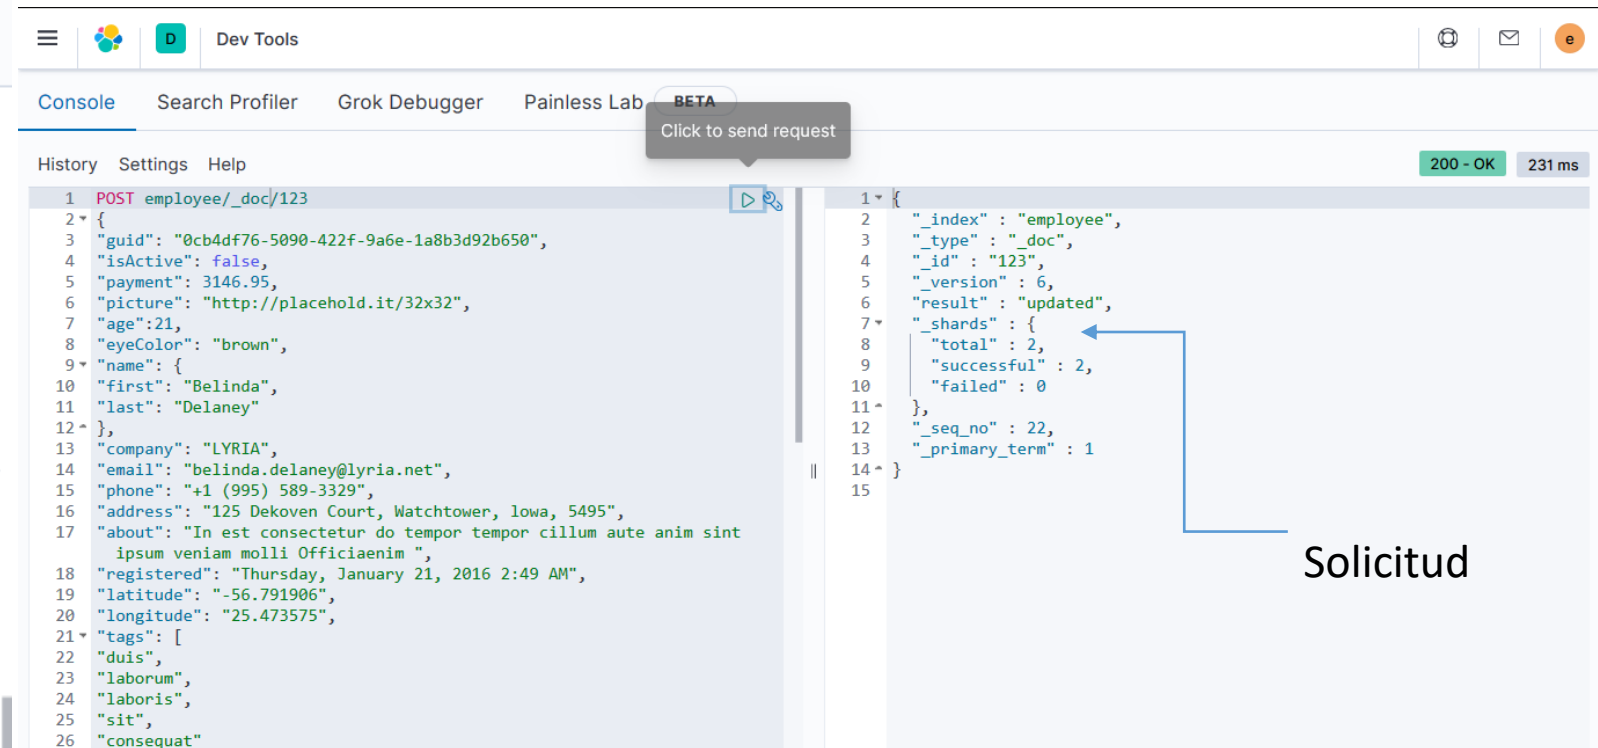 D Dev Tools e
Console Search Profiler Grok Debugger Painless Lab BETA
Click to send request
History Settings Help 200 - OK 231 ms
1 POST employee/_doc/123
2 {
3 "guid": "0cb4df76-5090-422f-9a6e-1a8b3d92b650",
4 "isActive": false,
5 "payment": 3146.95,
6 "picture": "http://placehold.it/32x32",
7 "age":21,
8 "eyeColor": "brown",
9 "name": {
10 "first": "Belinda",
11 "last": "Delaney"
12 },
13 "company": "LYRIA",
14 "email": "belinda.delaney@lyria.net",
15 "phone": "+1 (995) 589-3329",
16 "address": "125 Dekoven Court, Watchtower, lowa, 5495",
17 "about": "In est consectetur do tempor tempor cillum aute anim sint
ipsum veniam molli Officiaenim ",
18 "registered": "Thursday, January 21, 2016 2:49 AM",
19 "latitude": "-56.791906",
20 "longitude": "25.473575",
21 "tags": [
22 "duis",
23 "laborum",
24 "laboris",
25 "sit",
26 "consequat"
1 {
2 "_index" : "employee",
3 "_type" : "_doc",
4 "_id" : "123",
5 "_version" : 6,
6 "result" : "updated",
7 "_shards" : {
8 "total" : 2,
9 "successful" : 2,
10 "failed" : 0
11 },
12 "_seq_no" : 22,
13 "_primary_term" : 1
14 }
15
Solicitud